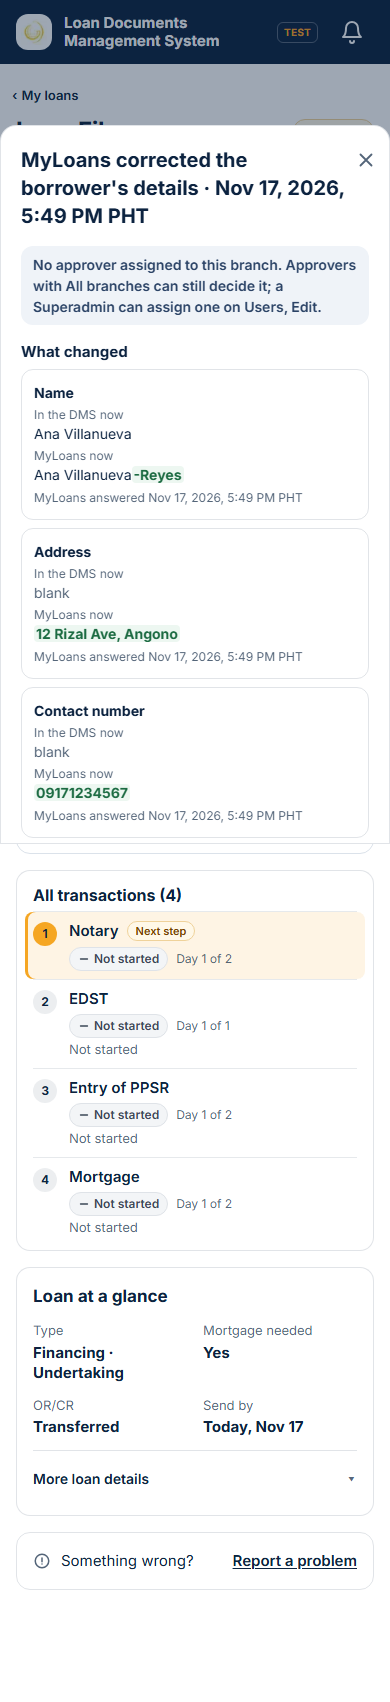 Loan Documents
Management System
TEST
‹ My loans
MyLoans corrected the
borrower's details · Nov 17, 2026,
5:49 PM PHT
No approver assigned to this branch. Approvers
with All branches can still decide it; a
Superadmin can assign one on Users, Edit.
What changed
Name
In the DMS now
Ana Villanueva
MyLoans now
Ana Villanueva-Reyes
MyLoans answered Nov 17, 2026, 5:49 PM PHT
Address
In the DMS now
blank
MyLoans now
12 Rizal Ave, Angono
MyLoans answered Nov 17, 2026, 5:49 PM PHT
Contact number
In the DMS now
blank
MyLoans now
09171234567
MyLoans answered Nov 17, 2026, 5:49 PM PHT
All transactions (4)
1 Notary Next step
– Not started Day 1 of 2
2 EDST
– Not started Day 1 of 1
Not started
3 Entry of PPSR
– Not started Day 1 of 2
Not started
4 Mortgage
– Not started Day 1 of 2
Not started
Loan at a glance
Type Mortgage needed
Financing · Yes
Undertaking
OR/CR Send by
Transferred Today, Nov 17
More loan details
Something wrong? Report a problem